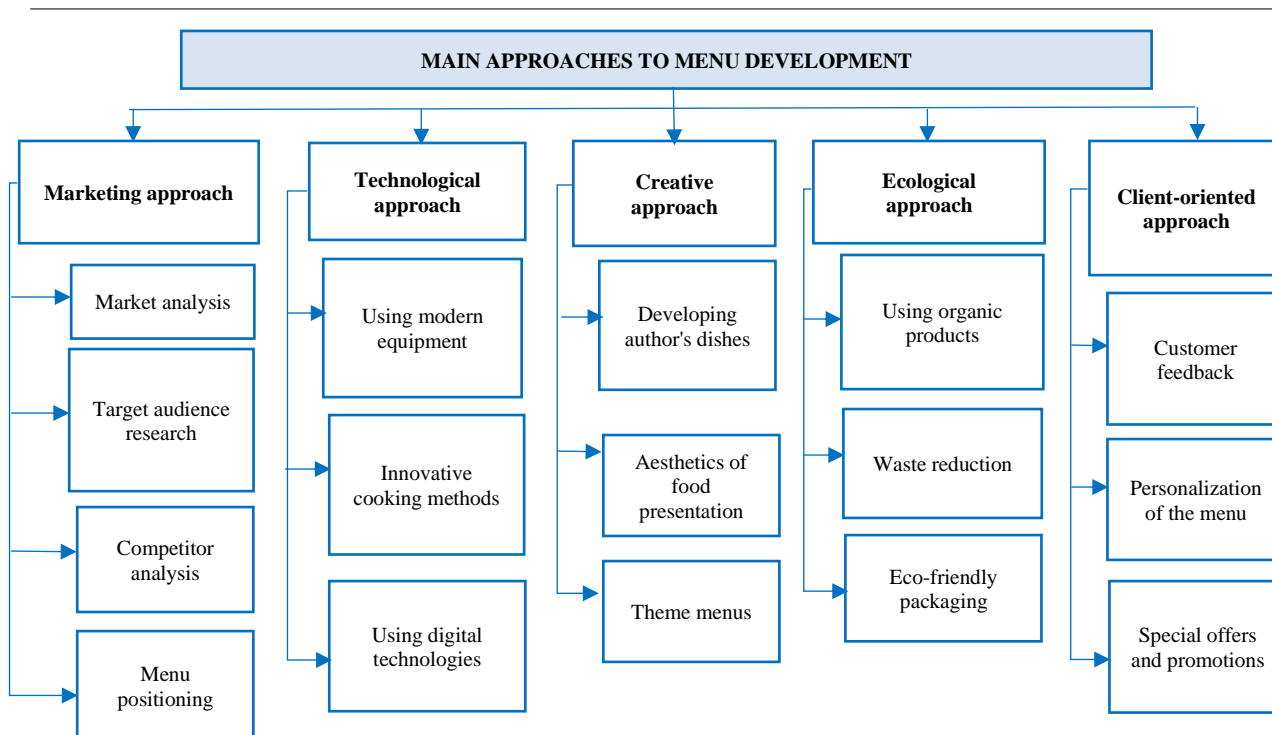 MAIN APPROACHES TO MENU DEVELOPMENT
Marketing approach
Market analysis
Target audience
research
Competitor
analysis
Menu
positioning
Technological
approach
Using modern
equipment
Innovative
cooking methods
Using digital
technologies
Creative
approach
Developing
author's dishes
Aesthetics of
food
presentation
Theme menus
Ecological
approach
Using organic
products
Waste reduction
Eco-friendly
packaging
Client-oriented
approach
Customer
feedback
Personalization
of the menu
Special offers
and promotions